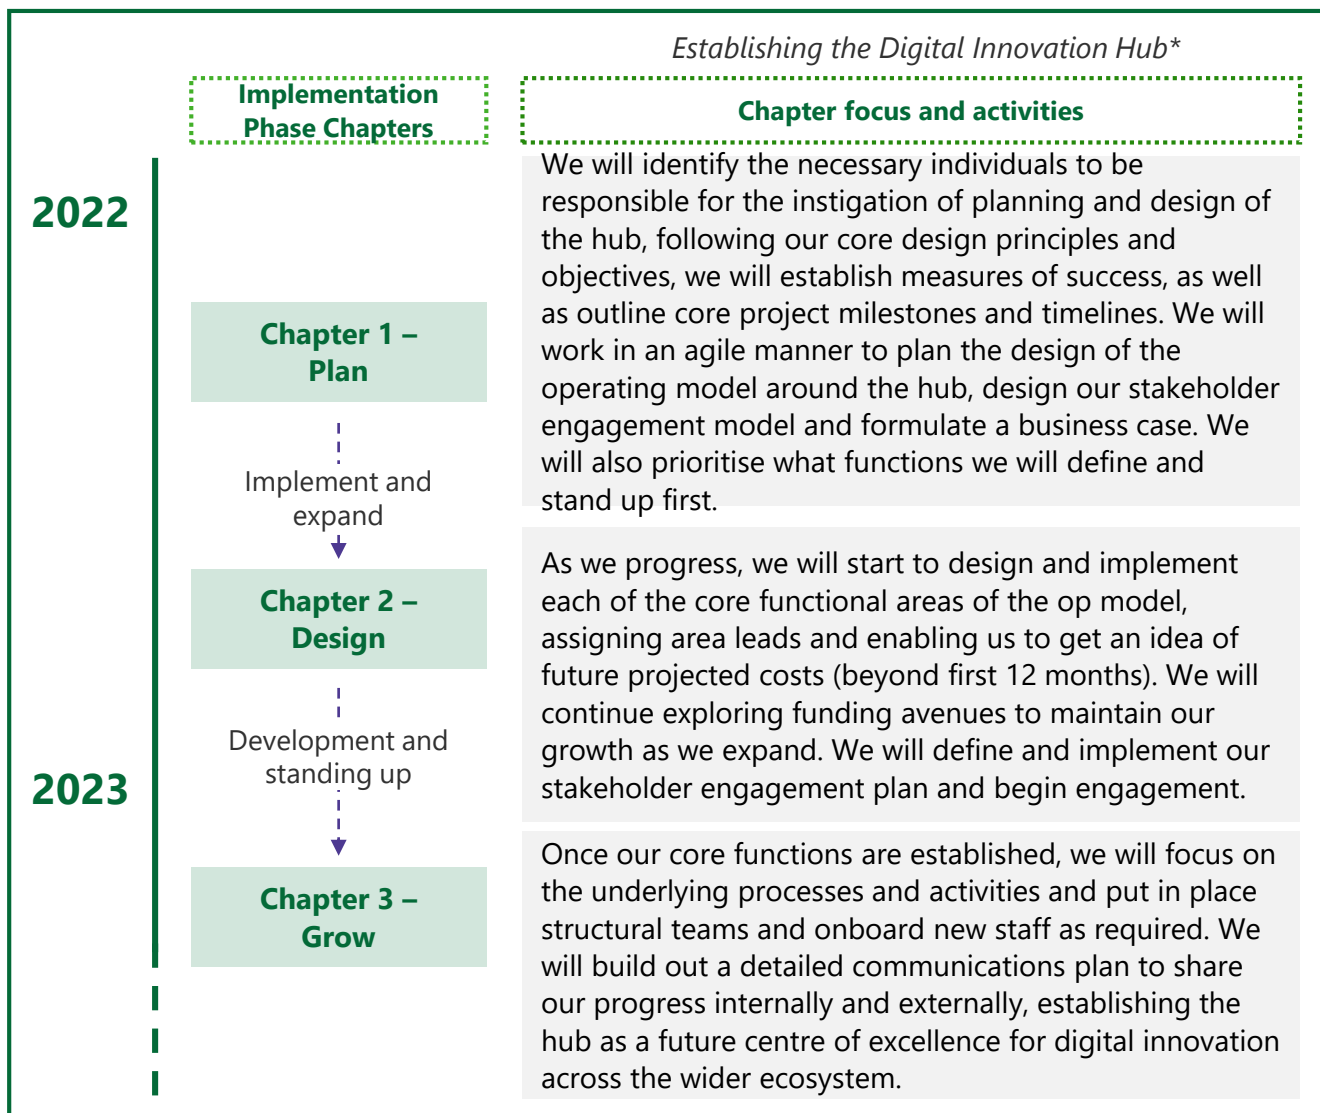 Establishing the Digital Innovation Hub*
Implementation
Phase Chapters
Chapter focus and activities
2022
Chapter 1 –
Plan
We will identify the necessary individuals to be
responsible for the instigation of planning and design of
the hub, following our core design principles and
objectives, we will establish measures of success, as well
as outline core project milestones and timelines. We will
work in an agile manner to plan the design of the
operating model around the hub, design our stakeholder
engagement model and formulate a business case. We
will also prioritise what functions we will define and
stand up first.
Implement and
expand
Chapter 2 –
Design
As we progress, we will start to design and implement
each of the core functional areas of the op model,
assigning area leads and enabling us to get an idea of
future projected costs (beyond first 12 months). We will
continue exploring funding avenues to maintain our
growth as we expand. We will define and implement our
stakeholder engagement plan and begin engagement.
Development and
standing up
2023
Chapter 3 –
Grow
Once our core functions are established, we will focus on
the underlying processes and activities and put in place
structural teams and onboard new staff as required. We
will build out a detailed communications plan to share
our progress internally and externally, establishing the
hub as a future centre of excellence for digital innovation
across the wider ecosystem.